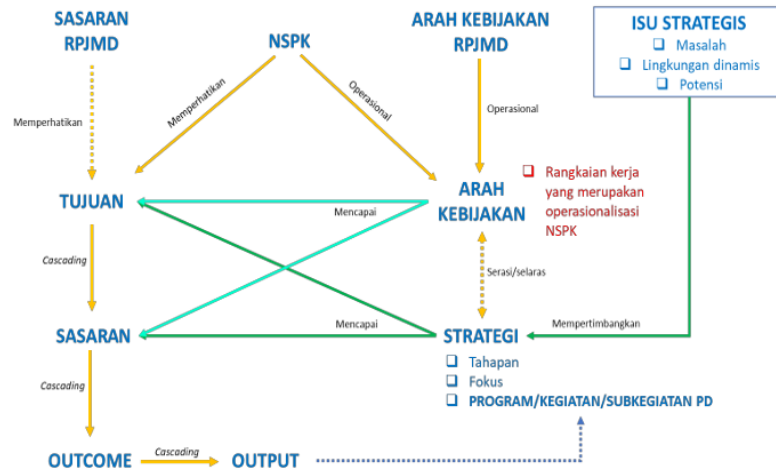 SASARAN
RPJMD
NSPK
ARAH KEBIJAKAN
RPJMD
ISU STRATEGIS
Masalah
Lingkungan dinamis
Potensi
Memperhatikan
Memperhatikan
Operasional
Operasional
TUJUAN
Mencapai
ARAH
KEBIJAKAN
Rangkaian kerja
yang merupakan
operasionalisasi
NSPK
Cascading
Serasi/selaras
SASARAN
Mencapai
STRATEGI
Mempertimbangkan
Tahapan
Fokus
PROGRAM/KEGIATAN/SUBKEGIATAN PD
Cascading
OUTCOME
Cascading
OUTPUT